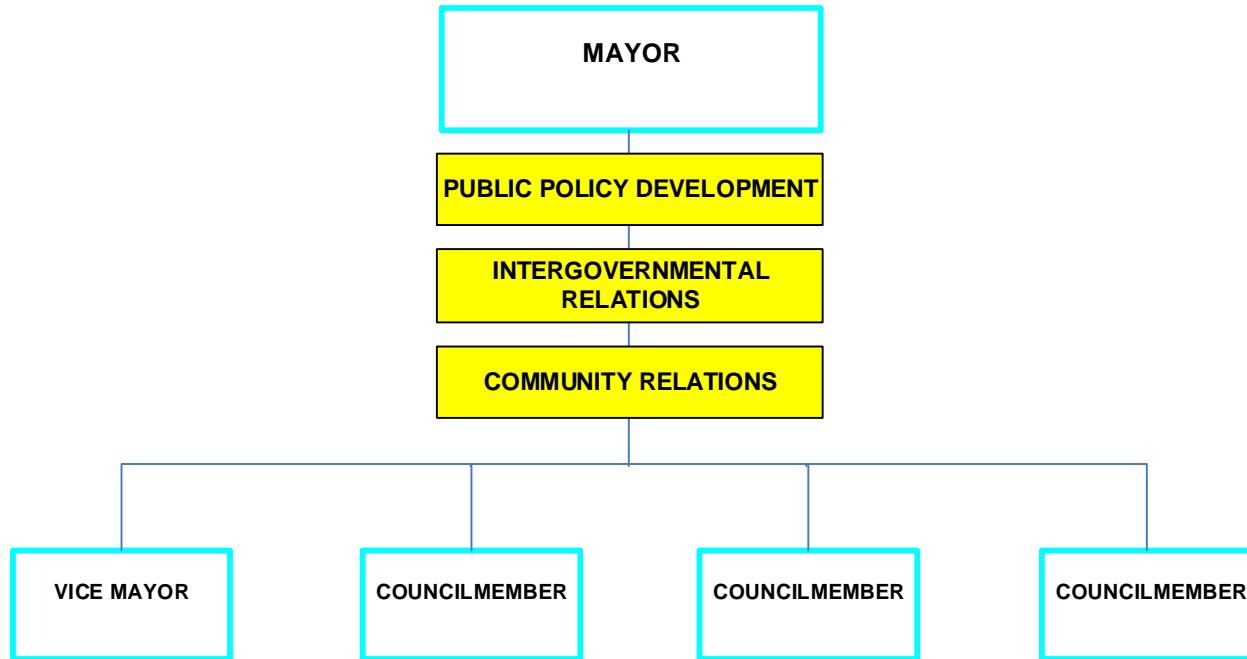 MAYOR
PUBLIC POLICY DEVELOPMENT
INTERGOVERNMENTAL
RELATIONS
COMMUNITY RELATIONS
VICE MAYOR
COUNCILMEMBER
COUNCILMEMBER
COUNCILMEMBER